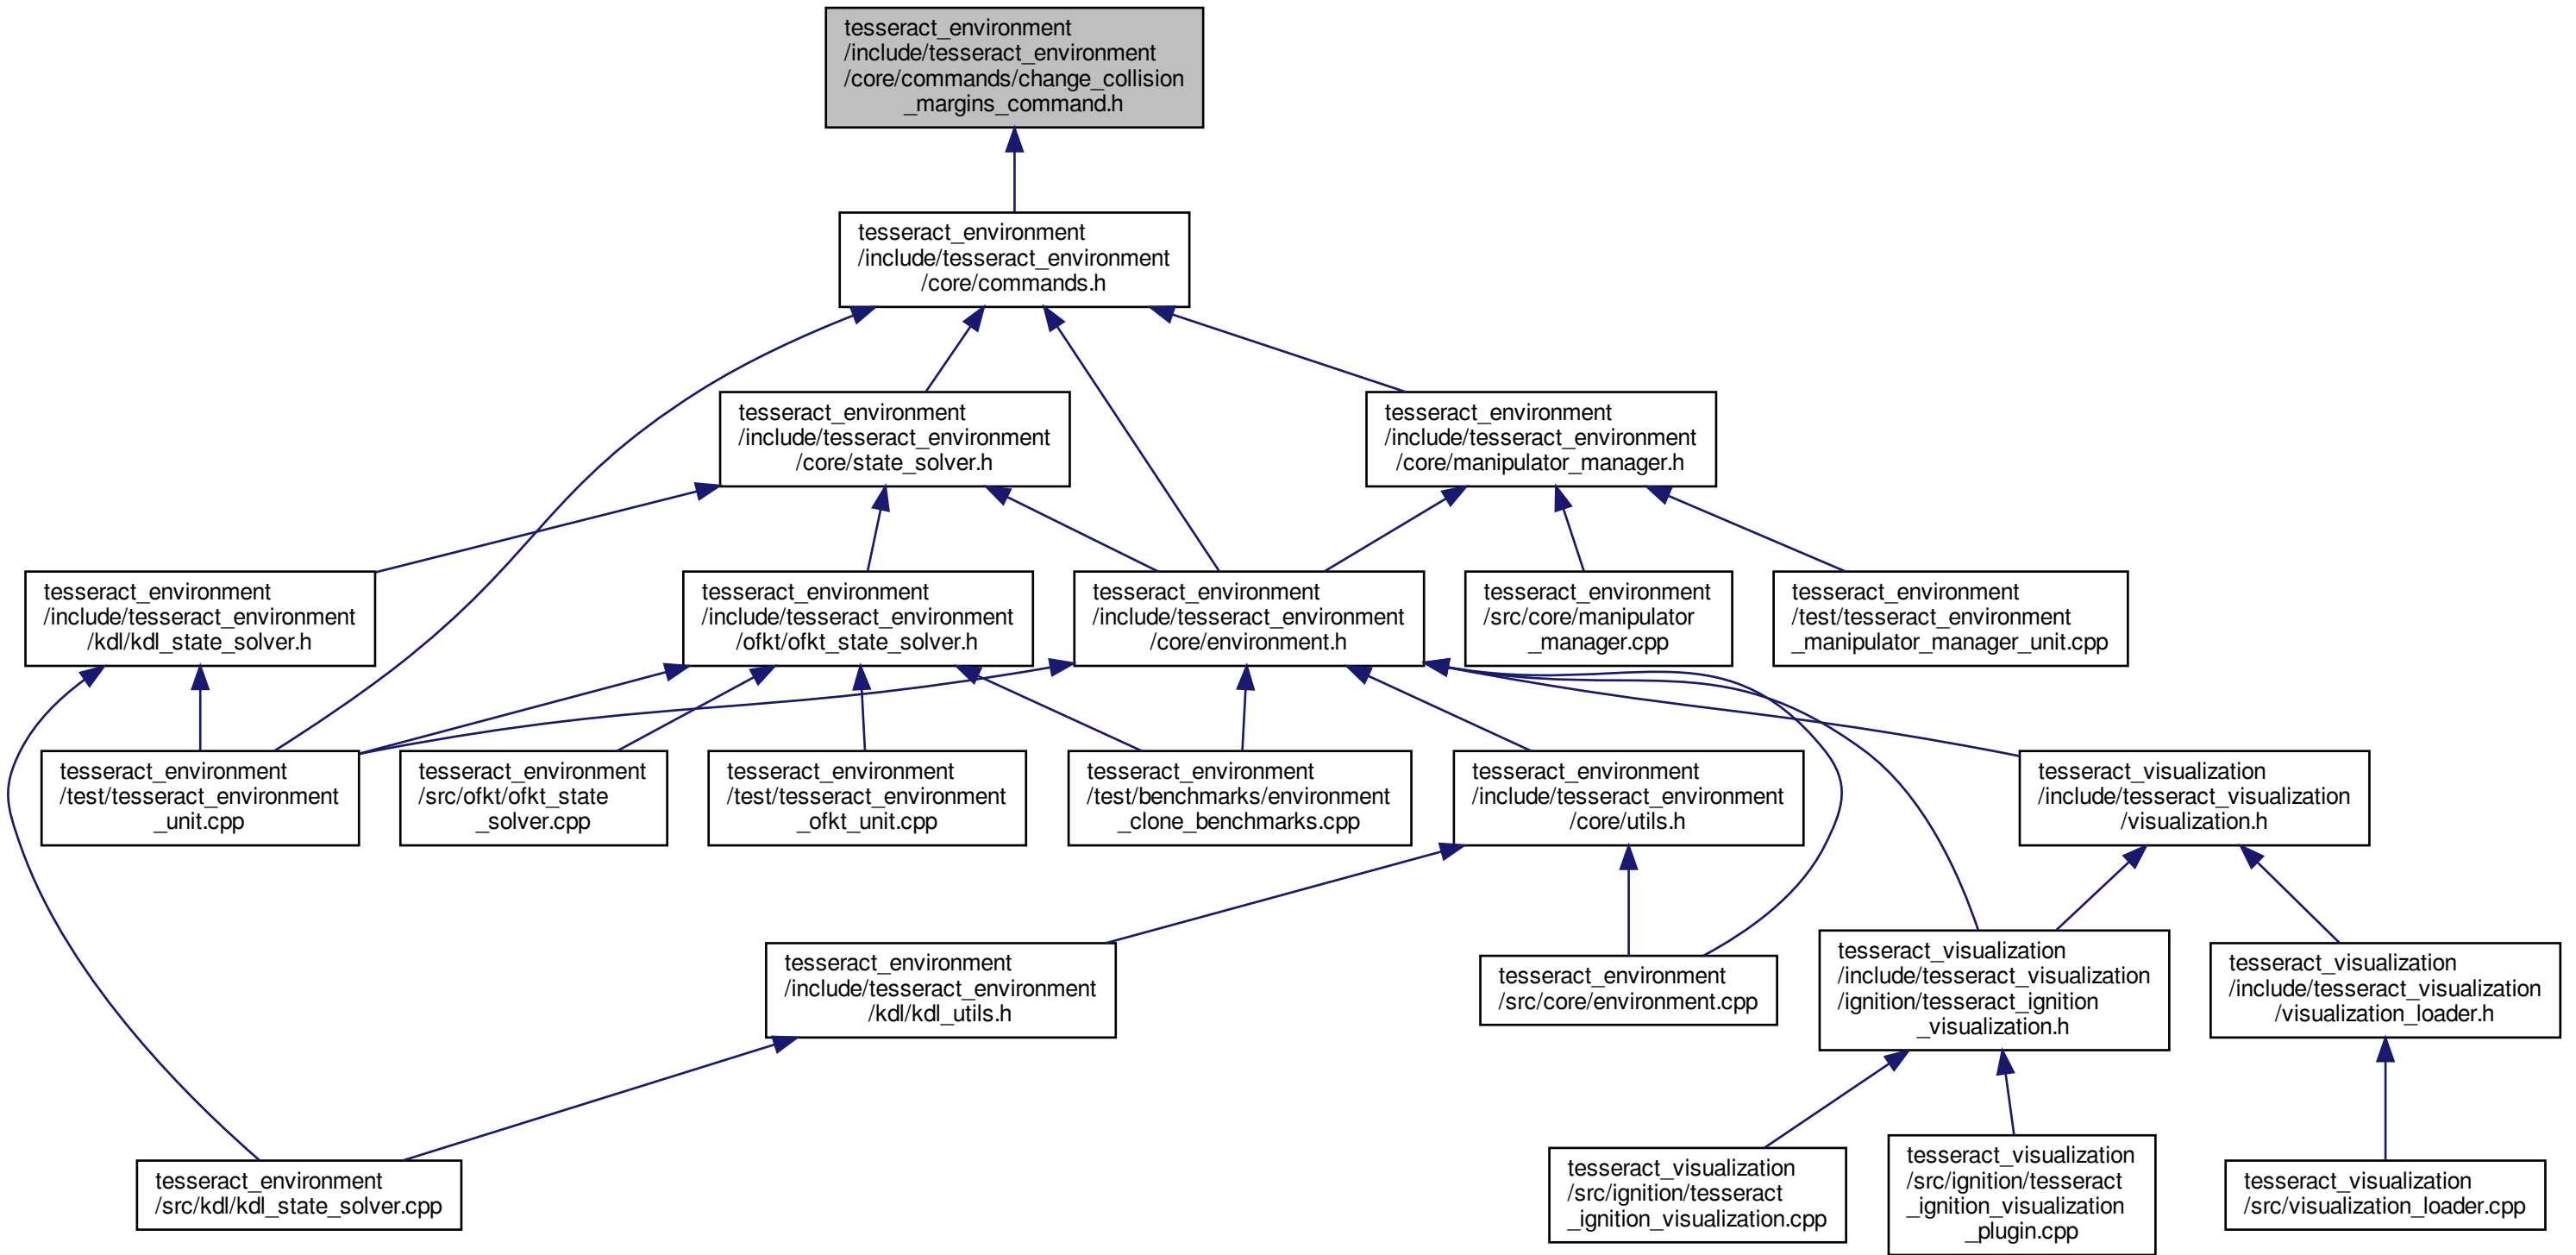 tesseract_environment
/include/tesseract_environment
/core/commands/change_collision
_margins_command.h
tesseract_environment
/include/tesseract_environment
/core/commands.h
tesseract_environment
/include/tesseract_environment
/core/state_solver.h
tesseract_environment
/include/tesseract_environment
/core/manipulator_manager.h
tesseract_environment
/include/tesseract_environment
/kdl/kdl_state_solver.h
tesseract_environment
/include/tesseract_environment
/ofkt/ofkt_state_solver.h
tesseract_environment
/include/tesseract_environment
/core/environment.h
tesseract_environment
/src/core/manipulator
_manager.cpp
tesseract_environment
/test/tesseract_environment
_manipulator_manager_unit.cpp
tesseract_environment
/test/tesseract_environment
_unit.cpp
tesseract_environment
/src/ofkt/ofkt_state
_solver.cpp
tesseract_environment
/test/tesseract_environment
_ofkt_unit.cpp
tesseract_environment
/test/benchmarks/environment
_clone_benchmarks.cpp
tesseract_environment
/include/tesseract_environment
/core/utils.h
tesseract_visualization
/include/tesseract_visualization
/visualization.h
tesseract_environment
/include/tesseract_environment
/kdl/kdl_utils.h
tesseract_environment
/src/core/environment.cpp
tesseract_visualization
/include/tesseract_visualization
/ignition/tesseract_ignition
_visualization.h
tesseract_visualization
/include/tesseract_visualization
/visualization_loader.h
tesseract_environment
/src/kdl/kdl_state_solver.cpp
tesseract_visualization
/src/ignition/tesseract
_ignition_visualization.cpp
tesseract_visualization
/src/ignition/tesseract
_ignition_visualization
_plugin.cpp
tesseract_visualization
/src/visualization_loader.cpp